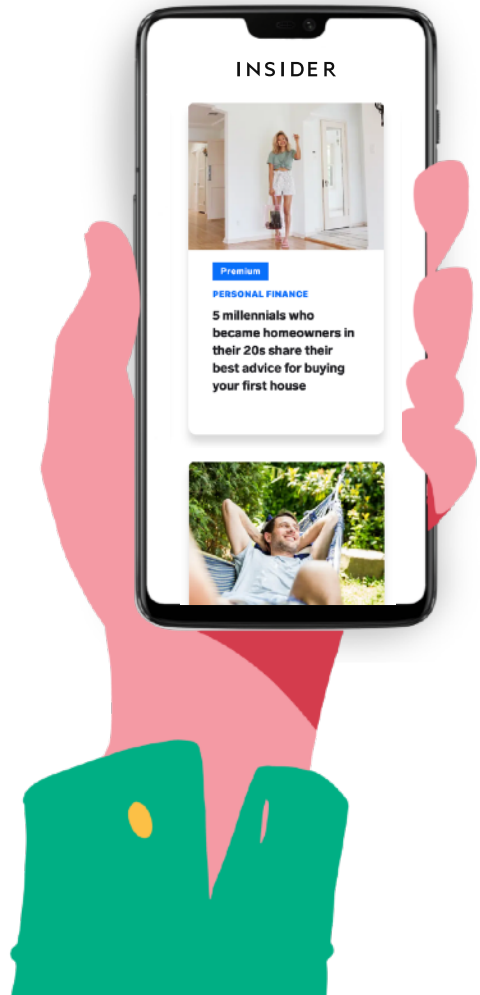 INSIDER
Premium
PERSONAL FINANCE
5 millennials who
became homeowners in
their 20s share their
best advice for buying
your first house